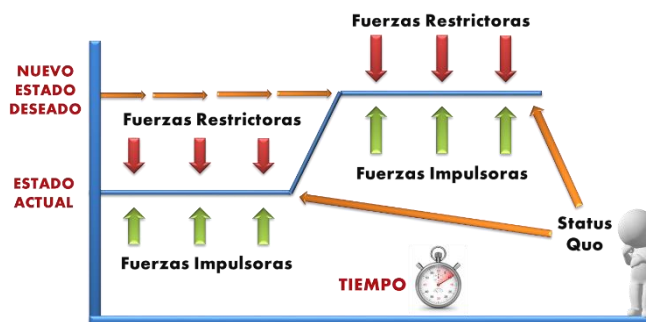 Fuerzas Restrictoras
NUEVO
ESTADO
DESEADO
Fuerzas Restrictoras
Fuerzas Impulsoras
ESTADO
ACTUAL
Status
Quo
Fuerzas Impulsoras
TIEMPO